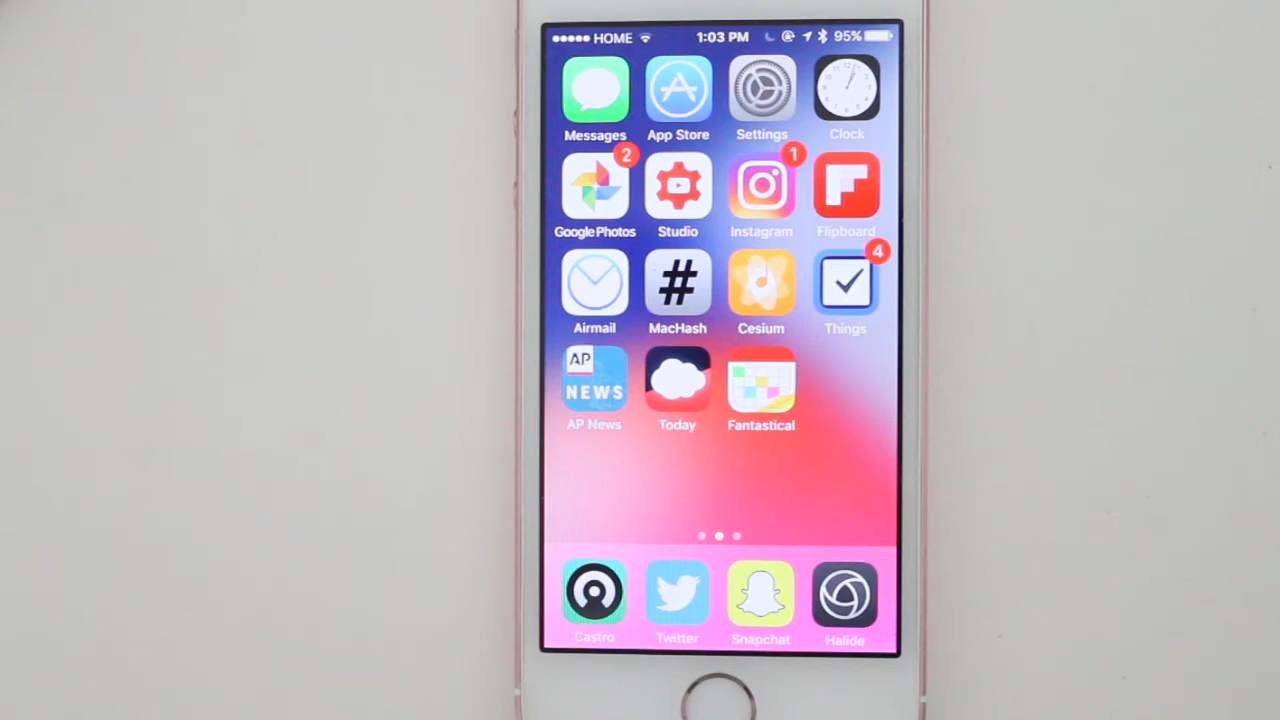 HOME 1:03 PM 95%
Messages App Store Settings Clock
2 1
Google Photos Studio Instagram Flipboard
# 4
Airmail MacHash Cesium Things
AP
NEWS
AP News Today Fantastical
Castro Twitter Snapchat Halide